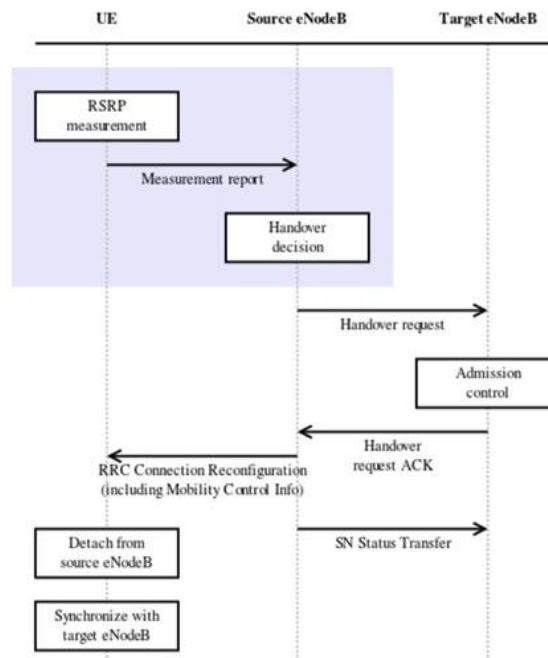 UE Source eNodeB Target eNodeB
RSRP
measurement
Measurement report
Handover
decision
Handover request
Admission
control
Handover
request ACK
RRC Connection Reconfiguration
(including Mobility Control Info)
Detach from
source eNodeB
SN Status Transfer
Synchronize with
target eNodeB